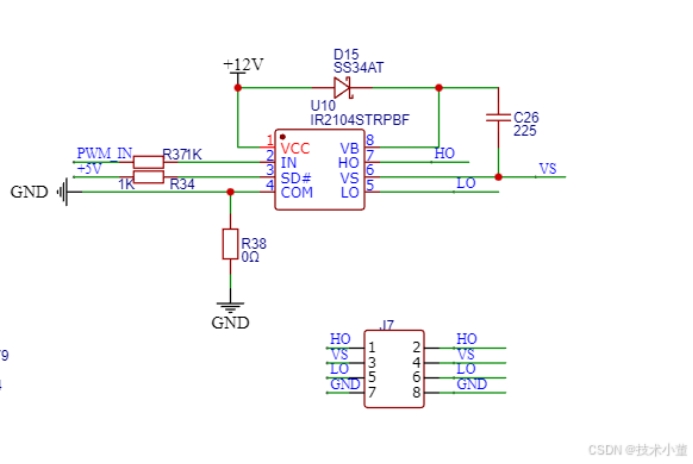 D15
SS34AT
+12V
U10
IR2104STRPBF
C26
225
1 VCC VB 8
PWM_IN R37 1K 2 IN HO 7 HO
+5V 1K R34 3 SD# VS 6 VS
GND 4 COM LO 5 LO
R38
0Ω
GND
J7
HO 1 2 HO
VS 3 4 VS
LO 5 6 LO
GND 7 8 GND
CSDN @技术小董